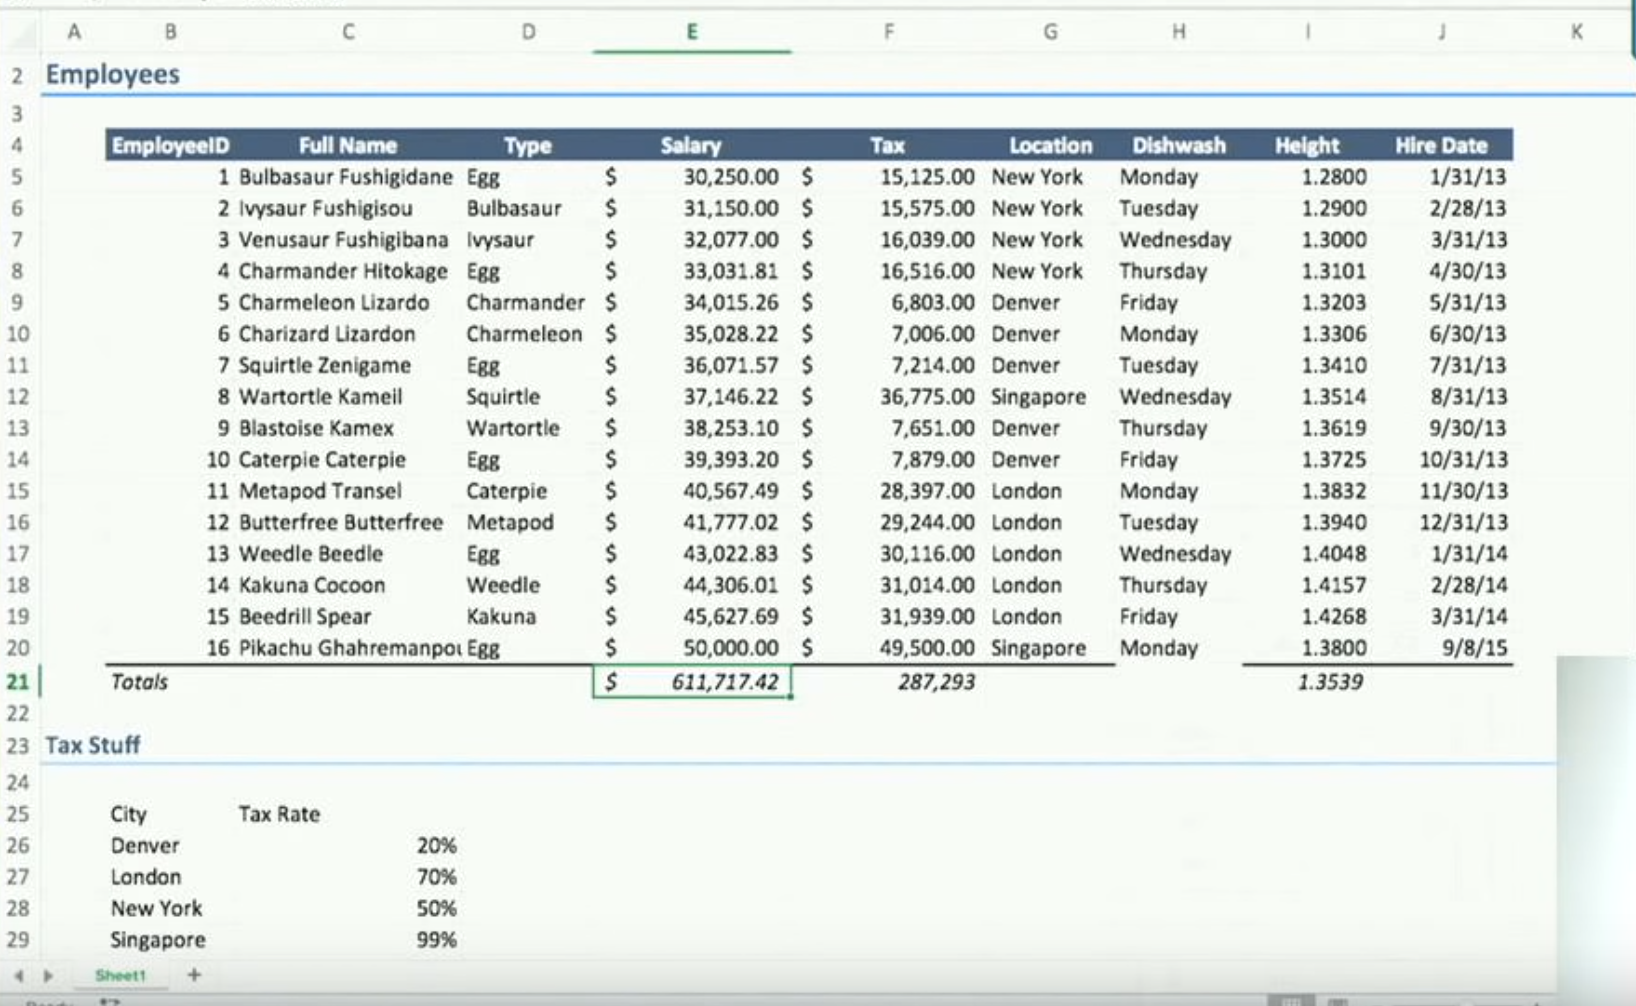 A B C D E F G H I J K
2 Employees
3
4 EmployeeID Full Name Type Salary Tax Location Dishwash Height Hire Date
5 1 Bulbasaur Fushigidane Egg $ 30,250.00 $ 15,125.00 New York Monday 1.2800 1/31/13
6 2 Ivysaur Fushigisou Bulbasaur $ 31,150.00 $ 15,575.00 New York Tuesday 1.2900 2/28/13
7 3 Venusaur Fushigibana Ivysaur $ 32,077.00 $ 16,039.00 New York Wednesday 1.3000 3/31/13
8 4 Charmander Hitokage Egg $ 33,031.81 $ 16,516.00 New York Thursday 1.3101 4/30/13
9 5 Charmeleon Lizardo Charmander $ 34,015.26 $ 6,803.00 Denver Friday 1.3203 5/31/13
10 6 Charizard Lizardon Charmeleon $ 35,028.22 $ 7,006.00 Denver Monday 1.3306 6/30/13
11 7 Squirtle Zenigame Egg $ 36,071.57 $ 7,214.00 Denver Tuesday 1.3410 7/31/13
12 8 Wartortle Kameil Squirtle $ 37,146.22 $ 36,775.00 Singapore Wednesday 1.3514 8/31/13
13 9 Blastoise Kamex Wartortle $ 38,253.10 $ 7,651.00 Denver Thursday 1.3619 9/30/13
14 10 Caterpie Caterpie Egg $ 39,393.20 $ 7,879.00 Denver Friday 1.3725 10/31/13
15 11 Metapod Transel Caterpie $ 40,567.49 $ 28,397.00 London Monday 1.3832 11/30/13
16 12 Butterfree Butterfree Metapod $ 41,777.02 $ 29,244.00 London Tuesday 1.3940 12/31/13
17 13 Weedle Beedle Egg $ 43,022.83 $ 30,116.00 London Wednesday 1.4048 1/31/14
18 14 Kakuna Cocoon Weedle $ 44,306.01 $ 31,014.00 London Thursday 1.4157 2/28/14
19 15 Beedrill Spear Kakuna $ 45,627.69 $ 31,939.00 London Friday 1.4268 3/31/14
20 16 Pikachu Ghahremanpou Egg $ 50,000.00 $ 49,500.00 Singapore Monday 1.3800 9/8/15
21 Totals $ 611,717.42 287,293 1.3539
22
23 Tax Stuff
24
25 City Tax Rate
26 Denver 20%
27 London 70%
28 New York 50%
29 Singapore 99%
Sheet1 +